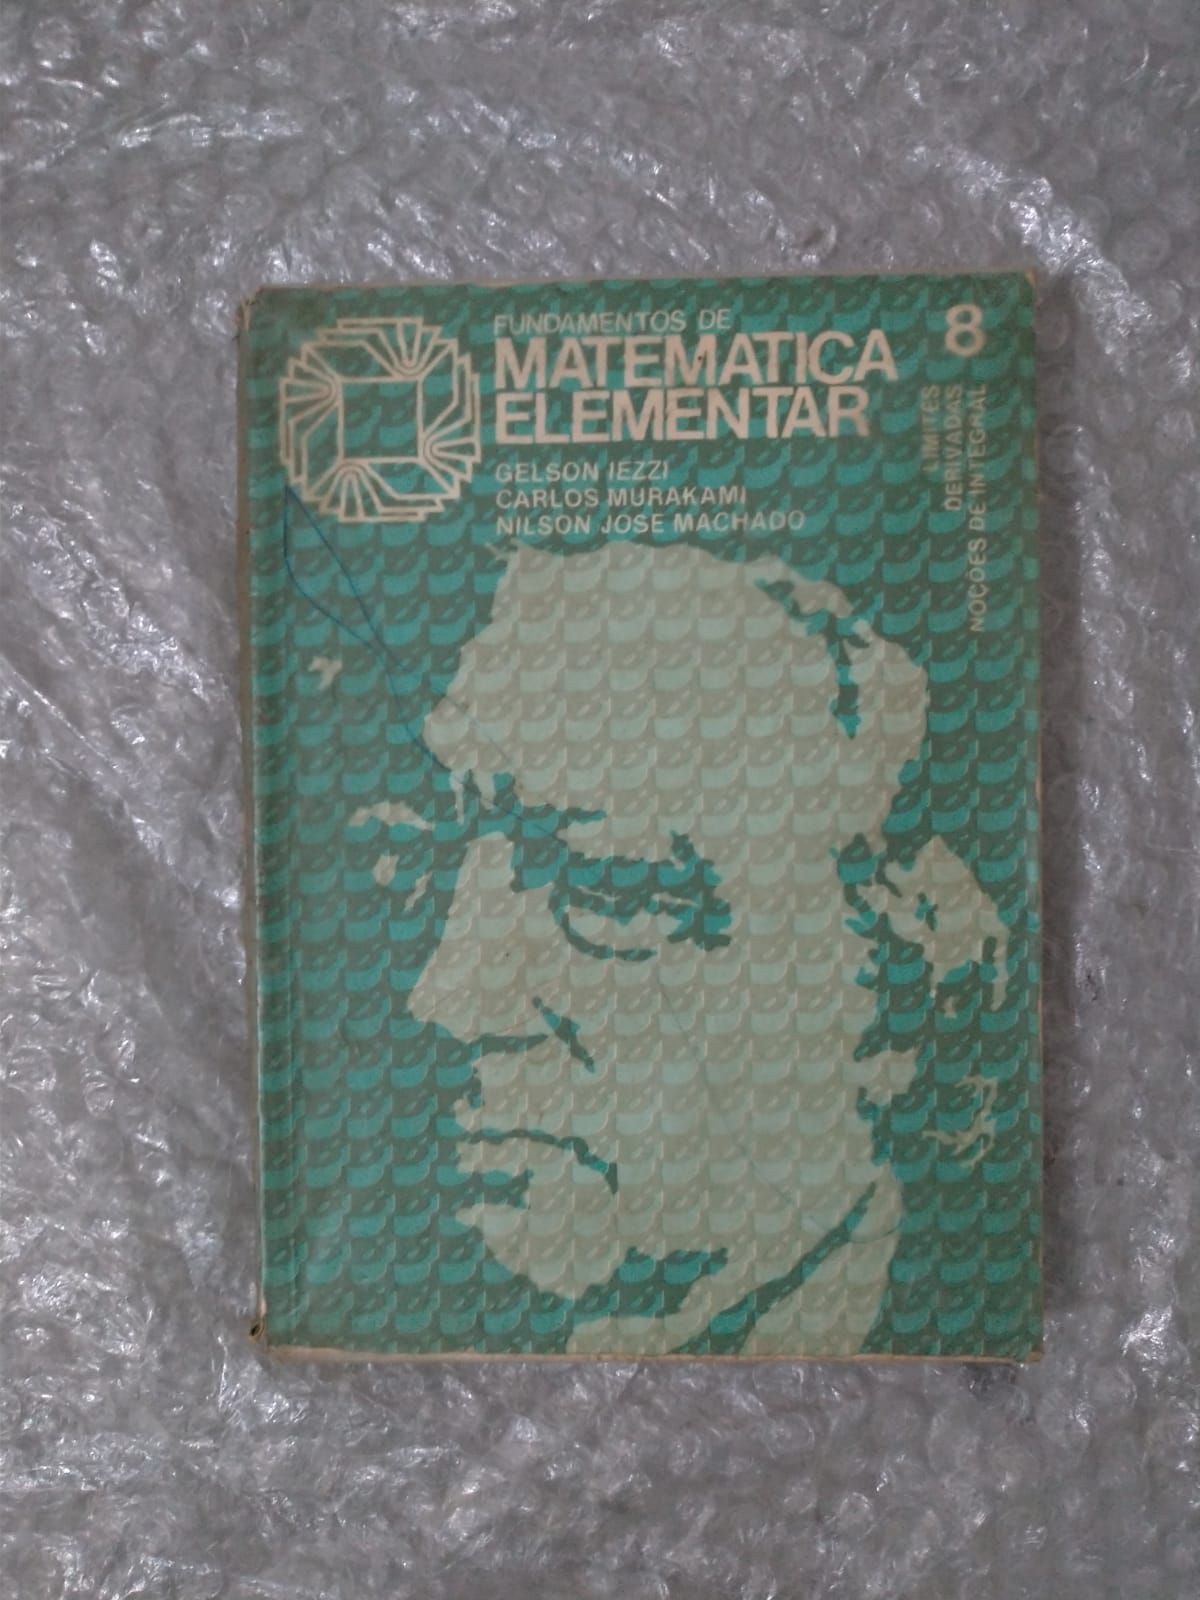 FUNDAMENTOS DE
MATEMATICA
ELEMENTAR
8
GELSON IEZZI
CARLOS MURAKAMI
NILSON JOSE MACHADO
LIMITES
DERIVADAS
NOÇÕES DE INTEGRAL